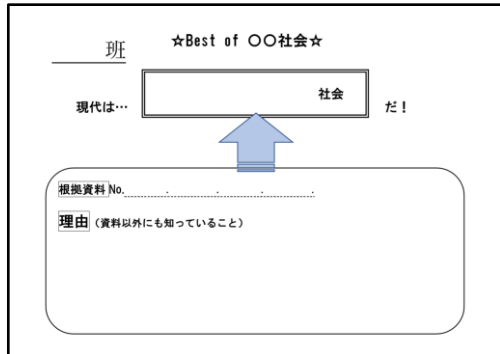 ☆Best of 〇〇社会☆
班
現代は…
社会
だ！
根拠資料No. . . . .
理由（資料以外にも知っていること）